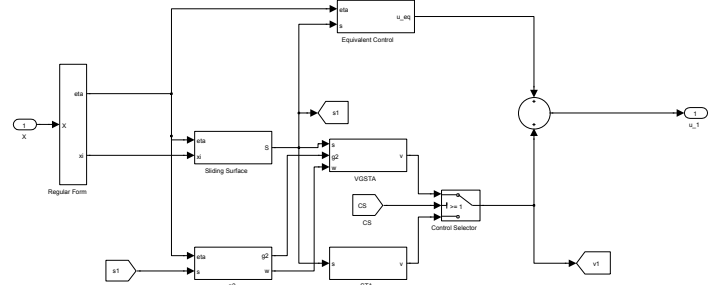 eta
s
u_eq
Equivalent Control
eta
1
X
X
xi
Regular Form
s1
1
u_1
+
+
eta
xi
S
Sliding Surface
s
g2
w
v
VGSTA
CS
CS
>= 1
Control Selector
s1
eta
s
g2
w
s
v
v1